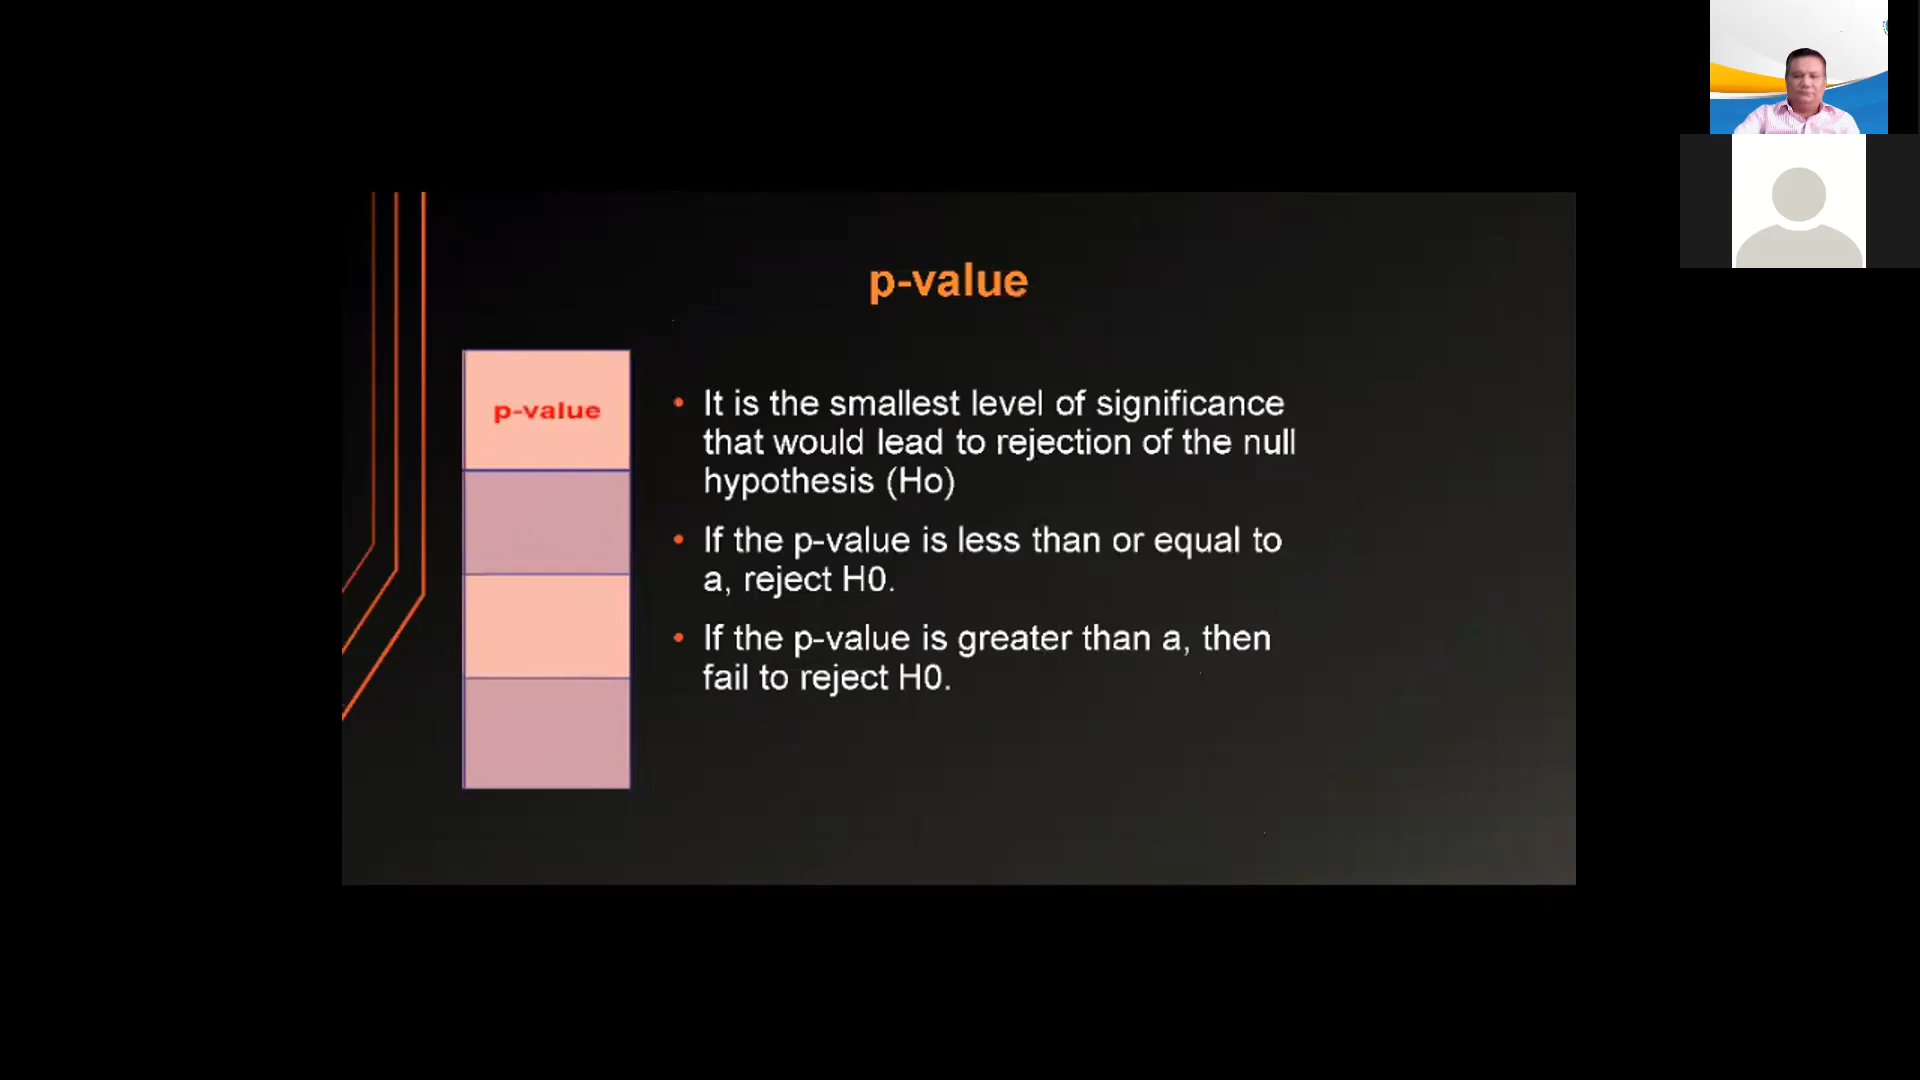 p-value
p-value
• It is the smallest level of significance
that would lead to rejection of the null
hypothesis (Ho)
• If the p-value is less than or equal to
a, reject H0.
• If the p-value is greater than a, then
fail to reject H0.